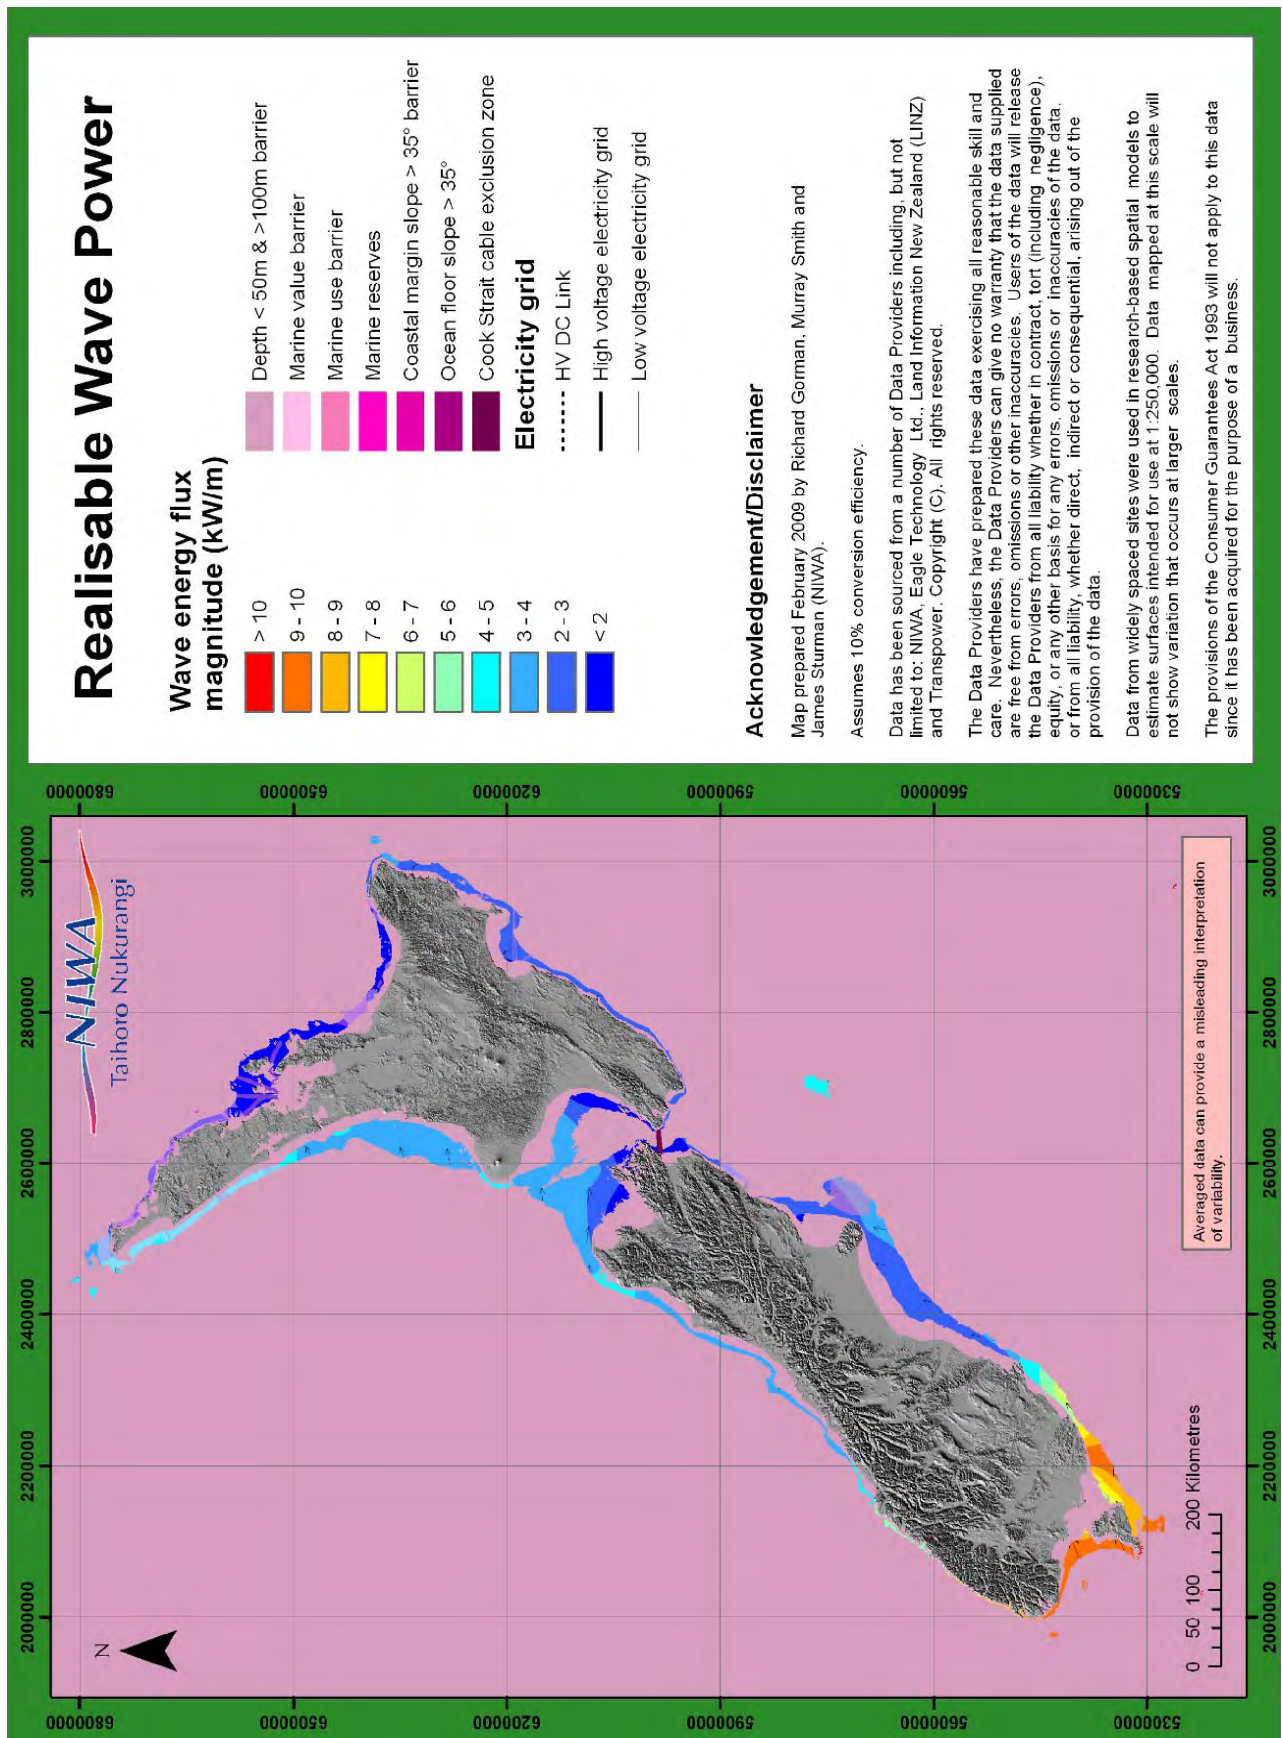 Realisable Wave Power
Wave energy flux
magnitude (kW/m)
> 10
9 - 10
8 - 9
7 - 8
6 - 7
5 - 6
4 - 5
3 - 4
2 - 3
< 2
Depth < 50m & >100m barrier
Marine value barrier
Marine use barrier
Marine reserves
Coastal margin slope > 35° barrier
Ocean floor slope > 35°
Cook Strait cable exclusion zone
Electricity grid
HV DC Link
High voltage electricity grid
Low voltage electricity grid
Acknowledgement/Disclaimer
Map prepared February 2009 by Richard Gorman, Murray Smith and
James Sturman (NIWA).
Assumes 10% conversion efficiency.
Data has been sourced from a number of Data Providers including, but not
limited to: NIWA, Eagle Technology Ltd., Land Information New Zealand (LINZ)
and Transpower. Copyright (C). All rights reserved.
The Data Providers have prepared these data exercising all reasonable skill and
care. Nevertheless, the Data Providers can give no warranty that the data supplied
are free from errors, omissions or other inaccuracies. Users of the data will release
the Data Providers from all liability whether in contract, tort (including negligence),
equity, or any other basis for any errors, omissions or inaccuracies of the data,
or from all liability, whether direct, indirect or consequential, arising out of the
provision of the data.
Data from widely spaced sites were used in research-based spatial models to
estimate surfaces intended for use at 1:250,000. Data mapped at this scale will
not show variation that occurs at larger scales.
The provisions of the Consumer Guarantees Act 1993 will not apply to this data
since it has been acquired for the purpose of a business.
2000000
2200000
2400000
2600000
2800000
3000000
N
NIWA
Taihoro Nukurangi
6800000
6500000
6200000
5900000
5600000
5300000
6800000
6500000
6200000
5900000
5600000
5300000
0 50 100 200 Kilometres
Averaged data can provide a misleading interpretation
of variability.
2000000
2200000
2400000
2600000
2800000
3000000